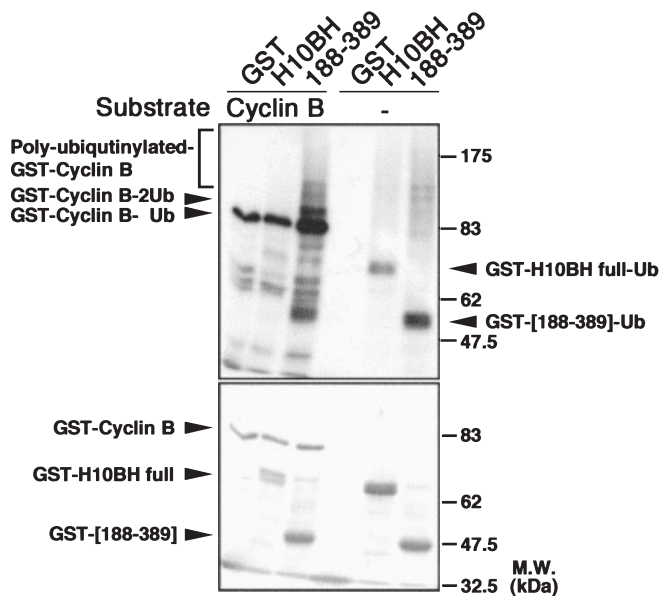 GST H10BH 188-389 GST H10BH 188-389
Substrate Cyclin B -
Poly-ubiqutinylated-
GST-Cyclin B
GST-Cyclin B-2Ub
GST-Cyclin B- Ub
175
83
62
47.5
GST-H10BH full-Ub
GST-[188-389]-Ub
GST-Cyclin B
GST-H10BH full
GST-[188-389]
83
62
47.5
32.5
M.W.
(kDa)